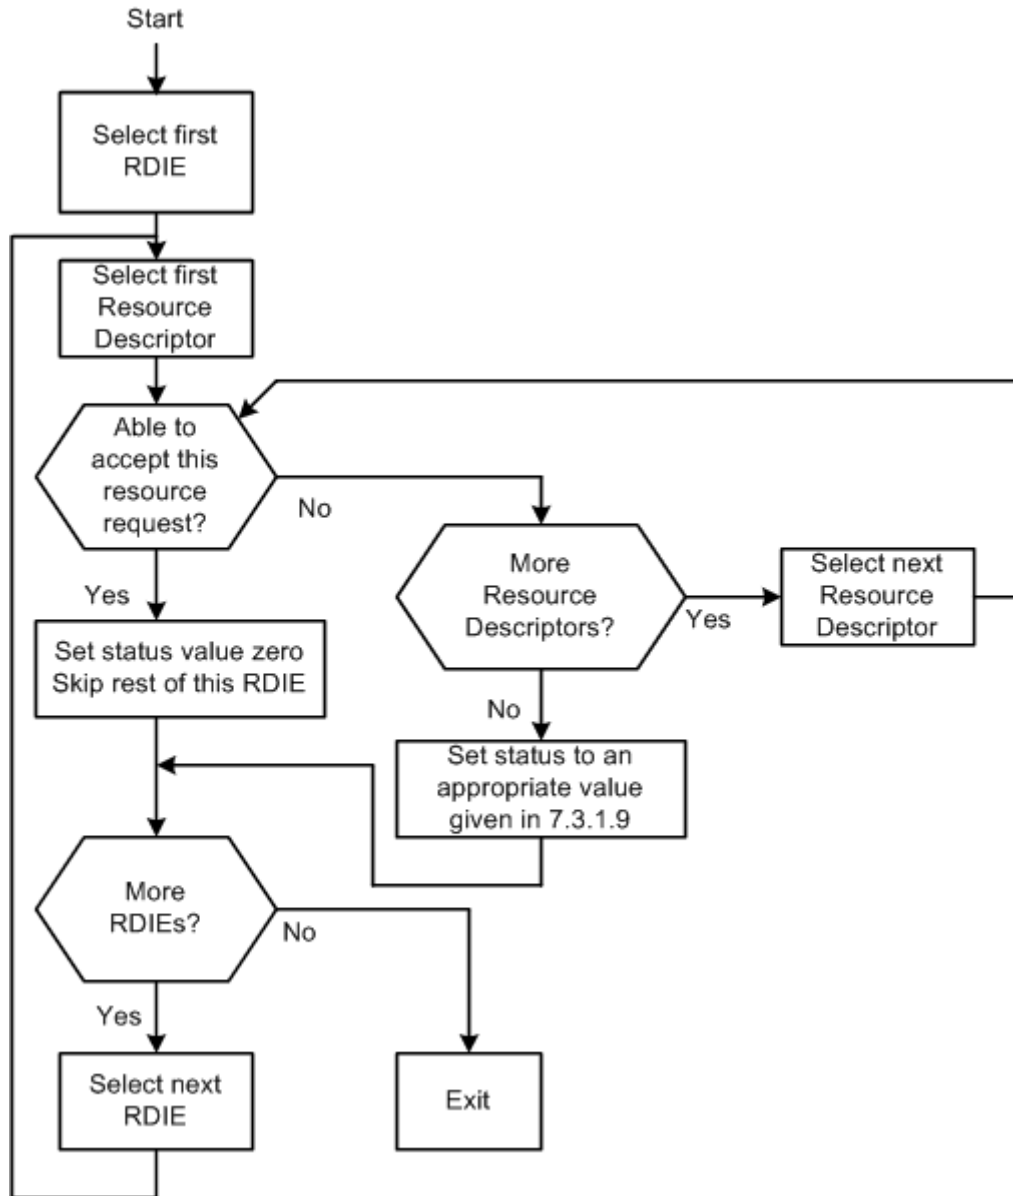 Start
Select first
RDIE
Select first
Resource
Descriptor
Able to
accept this
resource
request?
No
Yes
More
Resource
Descriptors?
Yes
Select next
Resource
Descriptor
Set status value zero
Skip rest of this RDIE
No
Set status to an
appropriate value
given in 7.3.1.9
More
RDIEs?
No
Yes
Select next
RDIE
Exit